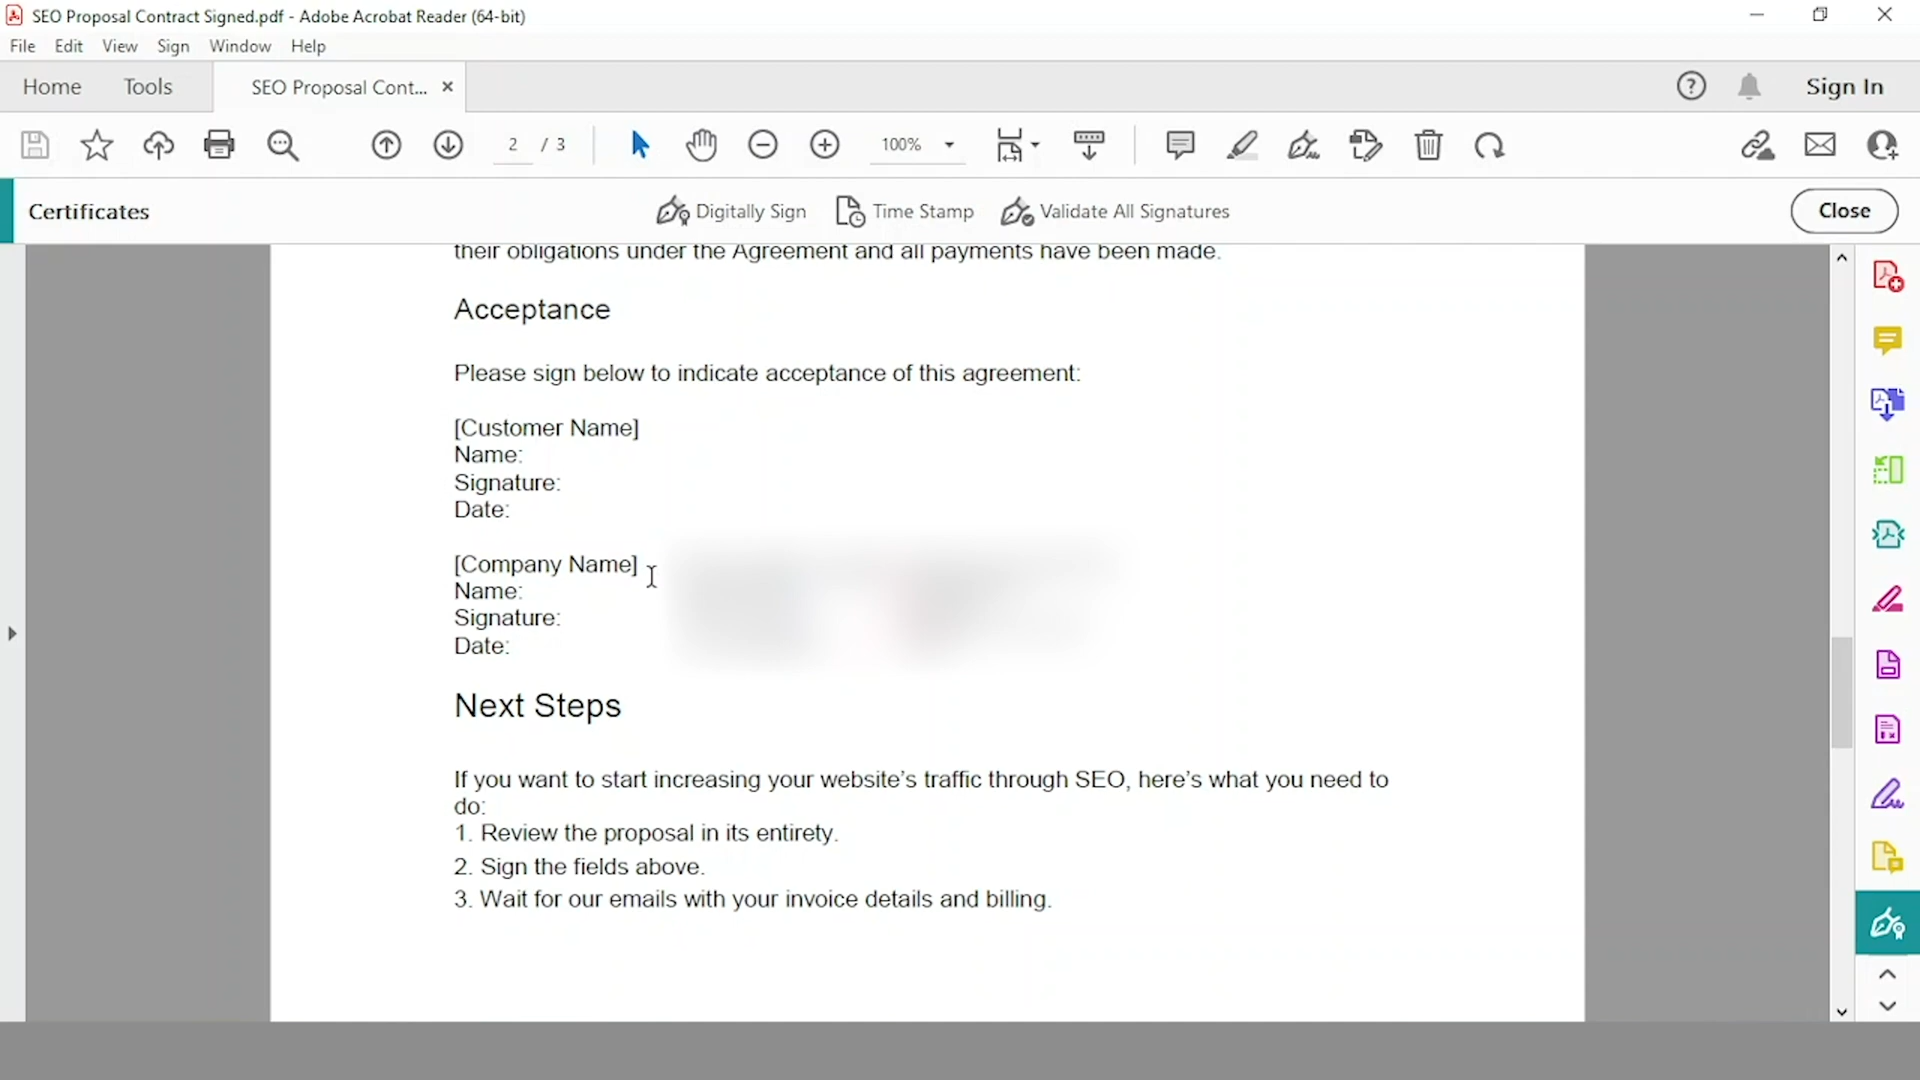 SEO Proposal Contract Signed.pdf - Adobe Acrobat Reader (64-bit)
File Edit View Sign Window Help
Home Tools SEO Proposal Cont... × Sign In
2 / 3 100%
Certificates Digitally Sign Time Stamp Validate All Signatures Close
their obligations under the Agreement and all payments have been made.
Acceptance
Please sign below to indicate acceptance of this agreement:
[Customer Name]
Name:
Signature:
Date:
[Company Name]
Name:
Signature:
Date:
Next Steps
If you want to start increasing your website’s traffic through SEO, here’s what you need to
do:
1. Review the proposal in its entirety.
2. Sign the fields above.
3. Wait for our emails with your invoice details and billing.